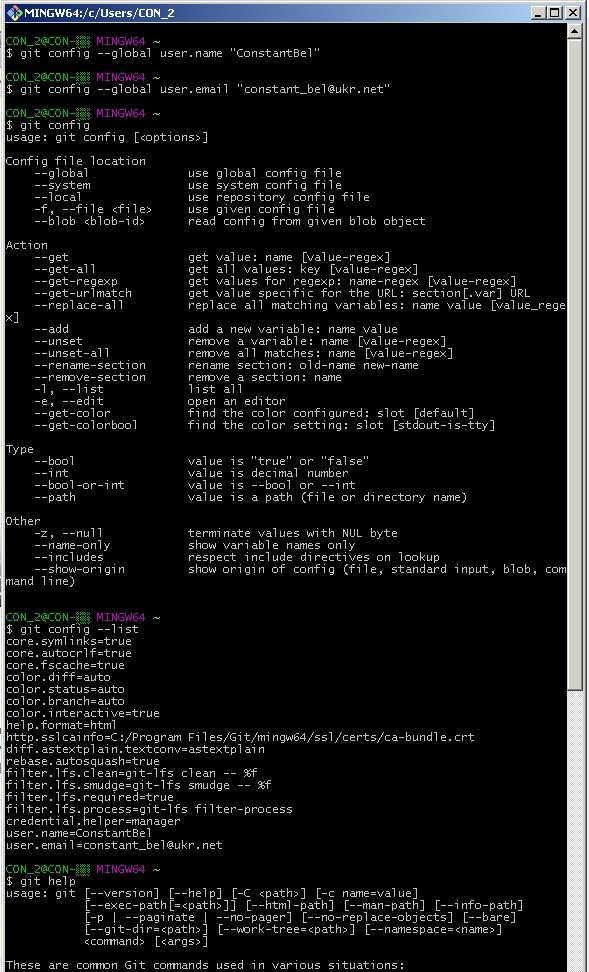 MINGW64:/c/Users/CON_2
CON_2@CON- MINGW64 ~
$ git config --global user.name "ConstantBel"
CON_2@CON- MINGW64 ~
$ git config --global user.email "constant_bel@ukr.net"
CON_2@CON- MINGW64 ~
$ git config
usage: git config [<options>]
Config file location
--global use global config file
--system use system config file
--local use repository config file
-f, --file <file> use given config file
--blob <blob-id> read config from given blob object
Action
--get get value: name [value-regex]
--get-all get all values: key [value-regex]
--get-regexp get values for regexp: name-regex [value-regex]
--get-urlmatch get value specific for the URL: section[.var] URL
--replace-all replace all matching variables: name value [value_rege
x]
--add add a new variable: name value
--unset remove a variable: name [value-regex]
--unset-all remove all matches: name [value-regex]
--rename-section rename section: old-name new-name
--remove-section remove a section: name
-l, --list list all
-e, --edit open an editor
--get-color find the color configured: slot [default]
--get-colorbool find the color setting: slot [stdout-is-tty]
Type
--bool value is "true" or "false"
--int value is decimal number
--bool-or-int value is --bool or --int
--path value is a path (file or directory name)
Other
-z, --null terminate values with NUL byte
--name-only show variable names only
--includes respect include directives on lookup
--show-origin show origin of config (file, standard input, blob, com
mand line)
CON_2@CON- MINGW64 ~
$ git config --list
core.symlinks=true
core.autocrlf=true
core.fscache=true
color.diff=auto
color.status=auto
color.branch=auto
color.interactive=true
help.format=html
http.sslcainfo=C:/Program Files/Git/mingw64/ssl/certs/ca-bundle.crt
diff.astextplain.textconv=astextplain
rebase.autosquash=true
filter.lfs.clean=git-lfs clean -- %f
filter.lfs.smudge=git-lfs smudge -- %f
filter.lfs.required=true
filter.lfs.process=git-lfs filter-process
credential.helper=manager
user.name=ConstantBel
user.email=constant_bel@ukr.net
CON_2@CON- MINGW64 ~
$ git help
usage: git [--version] [--help] [-C <path>] [-c name=value]
[--exec-path[=<path>]] [--html-path] [--man-path] [--info-path]
[-p | --paginate | --no-pager] [--no-replace-objects] [--bare]
[--git-dir=<path>] [--work-tree=<path>] [--namespace=<name>]
<command> [<args>]
These are common Git commands used in various situations: